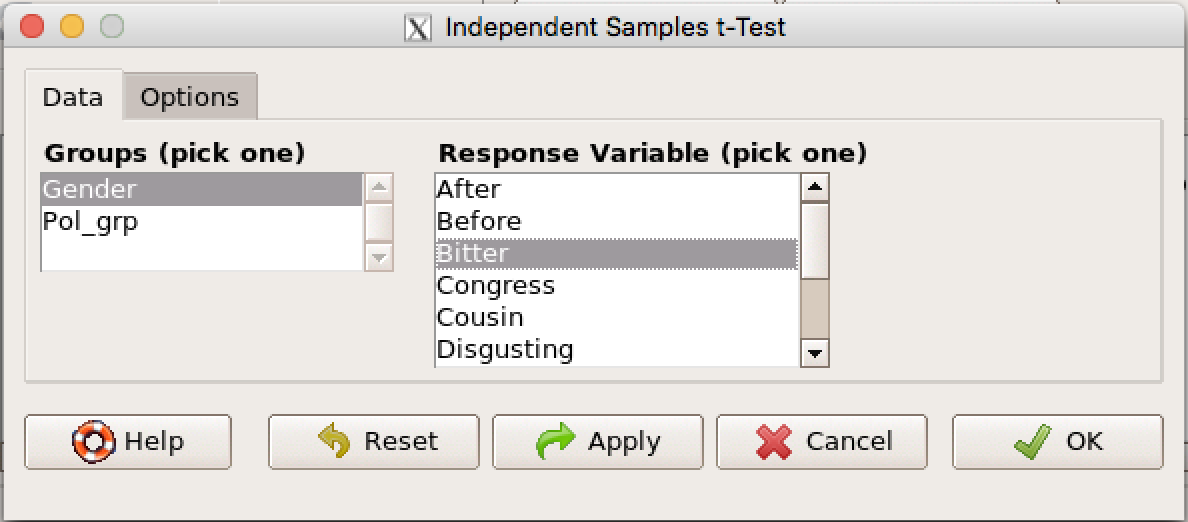 Independent Samples t-Test
Data Options
Groups (pick one) Response Variable (pick one)
Gender After
Pol_grp Before
Bitter
Congress
Cousin
Disgusting
Help Reset Apply Cancel OK